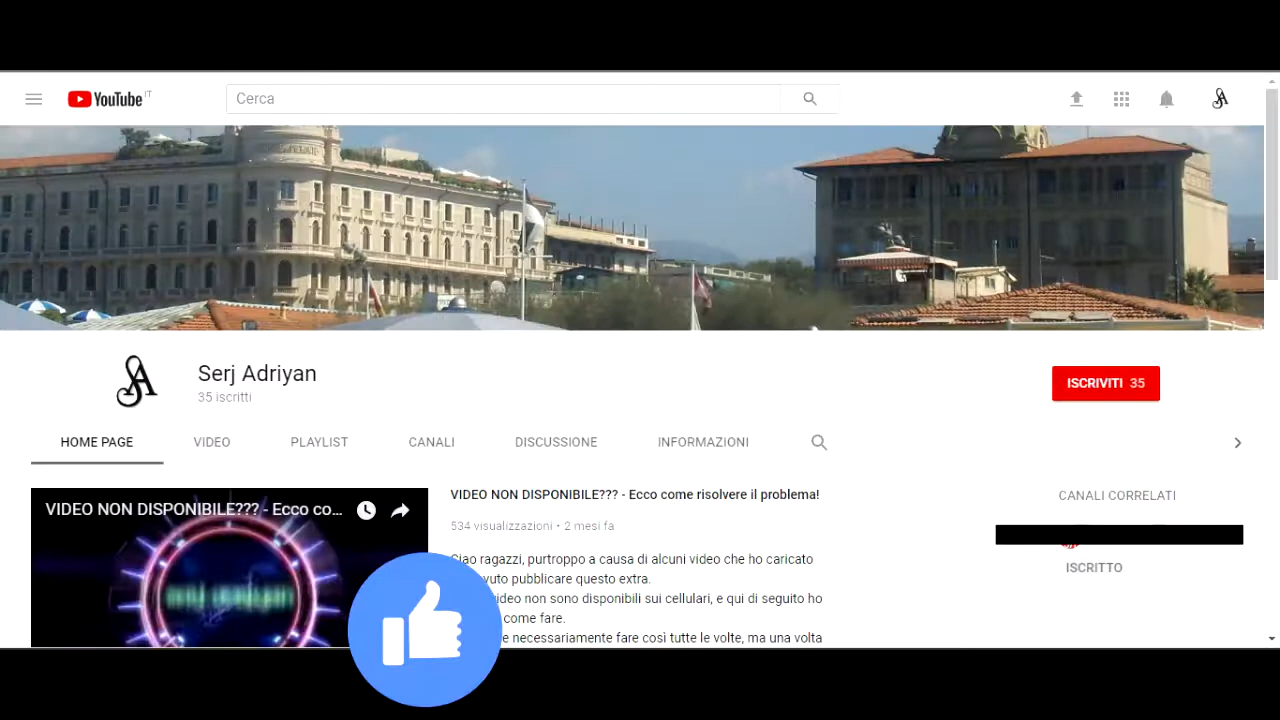 YouTube IT
Cerca
Serj Adriyan
35 iscritti
ISCRIVITI 35
HOME PAGE VIDEO PLAYLIST CANALI DISCUSSIONE INFORMAZIONI
VIDEO NON DISPONIBILE??? - Ecco co...
VIDEO NON DISPONIBILE??? - Ecco come risolvere il problema!
534 visualizzazioni • 2 mesi fa
Ciao ragazzi, purtroppo a causa di alcuni video che ho caricato
vuto pubblicare questo extra.
ideo non sono disponibili sui cellulari, e qui di seguito ho
come fare.
e necessariamente fare così tutte le volte, ma una volta
CANALI CORRELATI
ISCRITTO